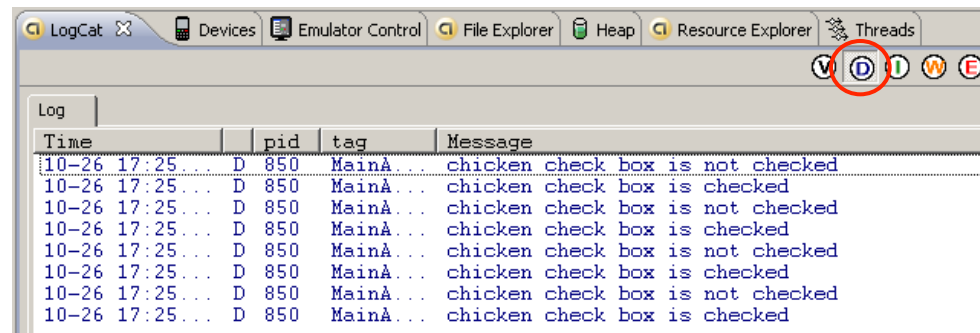 LogCat Devices Emulator Control File Explorer Heap Resource Explorer Threads
V D I W E
Log
Time pid tag Message
10-26 17:25... D 850 MainA... chicken check box is not checked
10-26 17:25... D 850 MainA... chicken check box is checked
10-26 17:25... D 850 MainA... chicken check box is not checked
10-26 17:25... D 850 MainA... chicken check box is checked
10-26 17:25... D 850 MainA... chicken check box is not checked
10-26 17:25... D 850 MainA... chicken check box is checked
10-26 17:25... D 850 MainA... chicken check box is not checked
10-26 17:25... D 850 MainA... chicken check box is checked